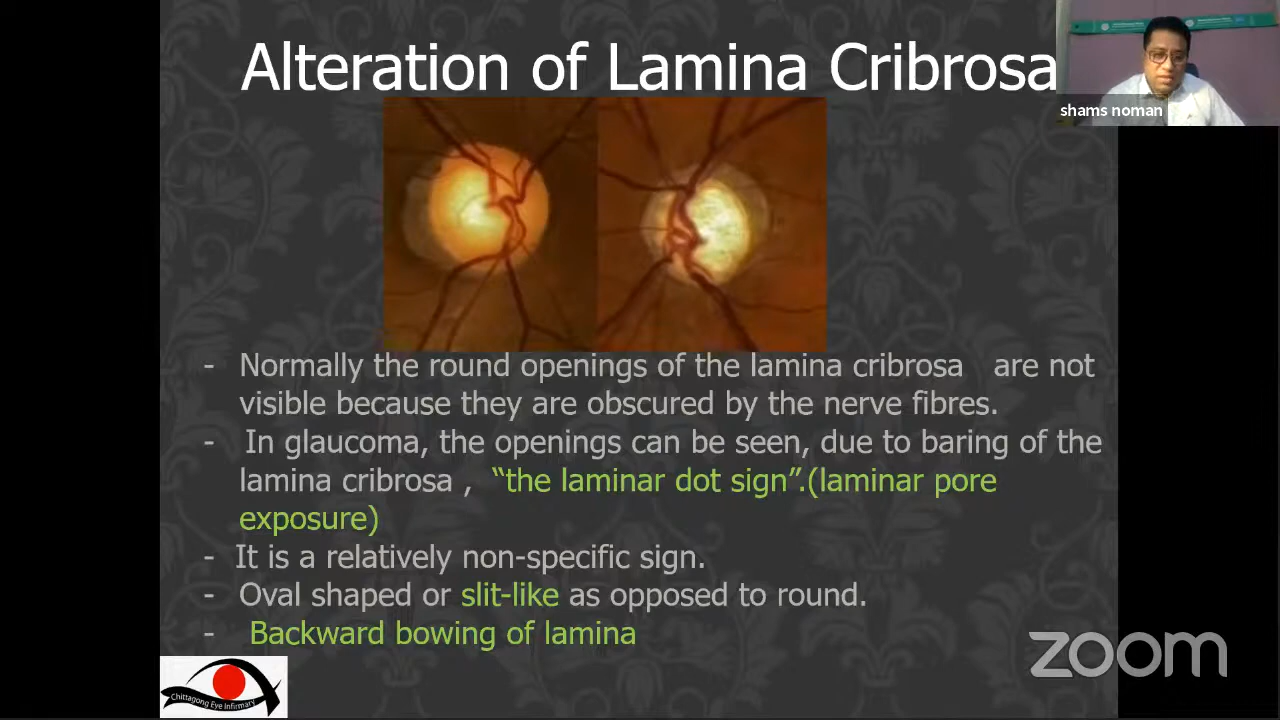 Alteration of Lamina Cribrosa
shams noman
- Normally the round openings of the lamina cribrosa are not
visible because they are obscured by the nerve fibres.
- In glaucoma, the openings can be seen, due to baring of the
lamina cribrosa , “the laminar dot sign”.(laminar pore
exposure)
- It is a relatively non-specific sign.
- Oval shaped or slit-like as opposed to round.
- Backward bowing of lamina
zoom
Chittagong Eye Infirmary